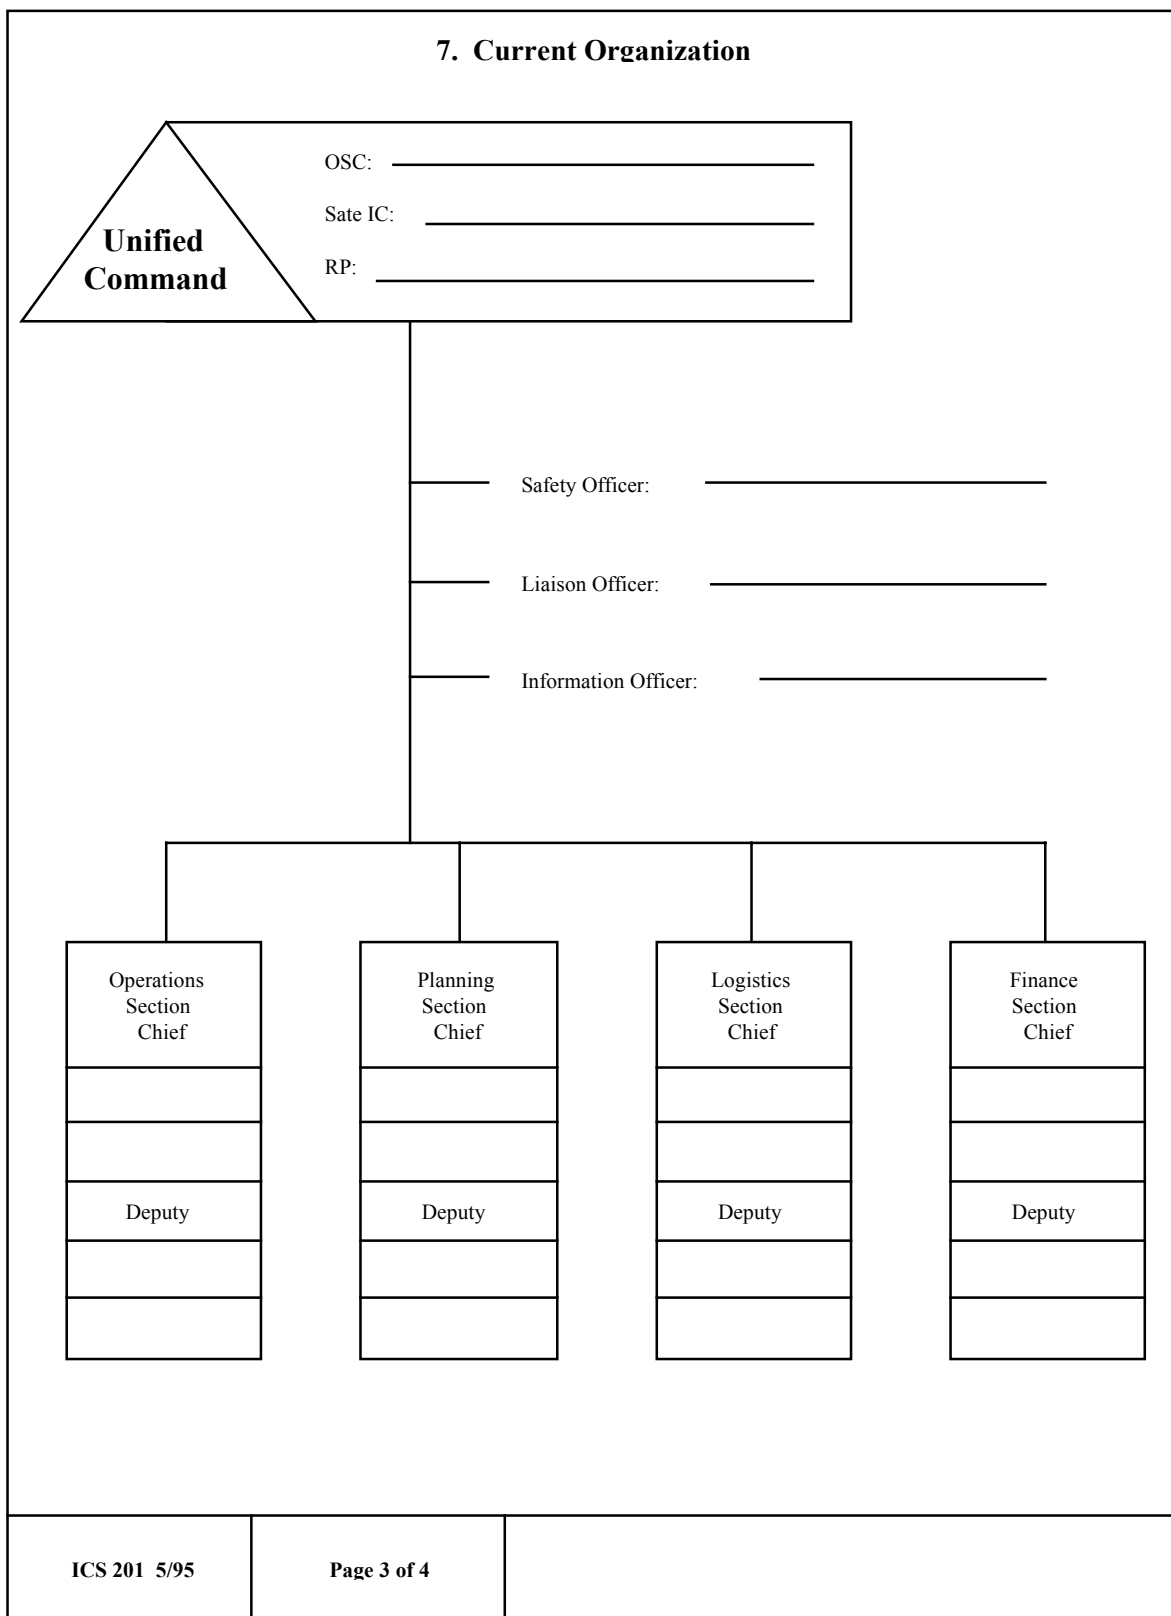 7. Current Organization
OSC:
Sate IC:
RP:
Unified
Command
Safety Officer:
Liaison Officer:
Information Officer:
Operations
Section
Chief
Deputy
Planning
Section
Chief
Deputy
Logistics
Section
Chief
Deputy
Finance
Section
Chief
Deputy
ICS 201 5/95
Page 3 of 4